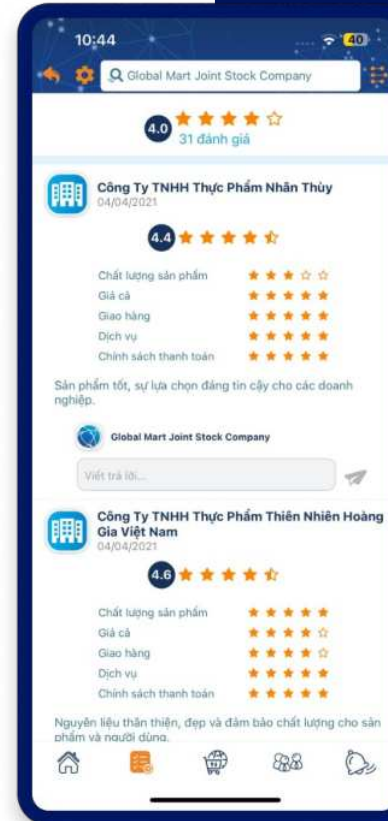 10:44
40
Global Mart Joint Stock Company
4.0
31 đánh giá
Công Ty TNHH Thực Phẩm Nhân Thùy
04/04/2021
4.4
Chất lượng sản phẩm
Giá cả
Giao hàng
Dịch vụ
Chính sách thanh toán
Sản phẩm tốt, sự lựa chọn đáng tin cậy cho các doanh
nghiệp.
Global Mart Joint Stock Company
Viết trả lời...
Công Ty TNHH Thực Phẩm Thiên Nhiên Hoàng
Gia Việt Nam
04/04/2021
4.6
Chất lượng sản phẩm
Giá cả
Giao hàng
Dịch vụ
Chính sách thanh toán
Nguyên liệu thân thiện, đẹp và đảm bảo chất lượng cho sản
phẩm và người dùng.